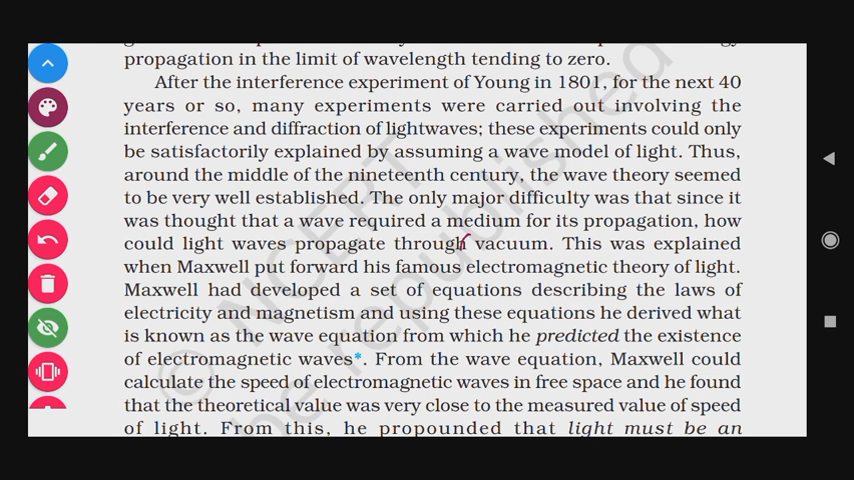 propagation in the limit of wavelength tending to zero.
After the interference experiment of Young in 1801, for the next 40
years or so, many experiments were carried out involving the
interference and diffraction of lightwaves; these experiments could only
be satisfactorily explained by assuming a wave model of light. Thus,
around the middle of the nineteenth century, the wave theory seemed
to be very well established. The only major difficulty was that since it
was thought that a wave required a medium for its propagation, how
could light waves propagate through vacuum. This was explained
when Maxwell put forward his famous electromagnetic theory of light.
Maxwell had developed a set of equations describing the laws of
electricity and magnetism and using these equations he derived what
is known as the wave equation from which he predicted the existence
of electromagnetic waves*. From the wave equation, Maxwell could
calculate the speed of electromagnetic waves in free space and he found
that the theoretical value was very close to the measured value of speed
of light. From this, he propounded that light must be an
© NCERT
be republished